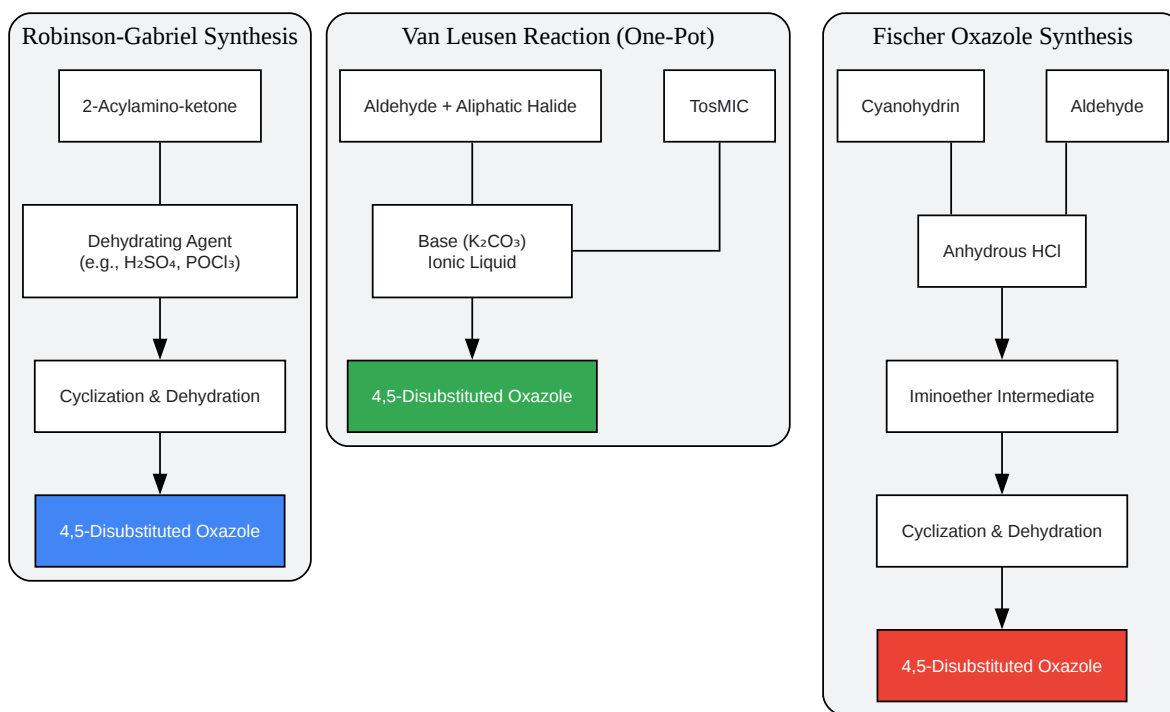 Robinson-Gabriel Synthesis
2-Acylamino-ketone
Dehydrating Agent
(e.g., H₂SO₄, POCl₃)
Cyclization & Dehydration
4,5-Disubstituted Oxazole
Van Leusen Reaction (One-Pot)
Aldehyde + Aliphatic Halide
TosMIC
Base (K₂CO₃)
Ionic Liquid
4,5-Disubstituted Oxazole
Fischer Oxazole Synthesis
Cyanohydrin
Aldehyde
Anhydrous HCl
Iminoether Intermediate
Cyclization & Dehydration
4,5-Disubstituted Oxazole